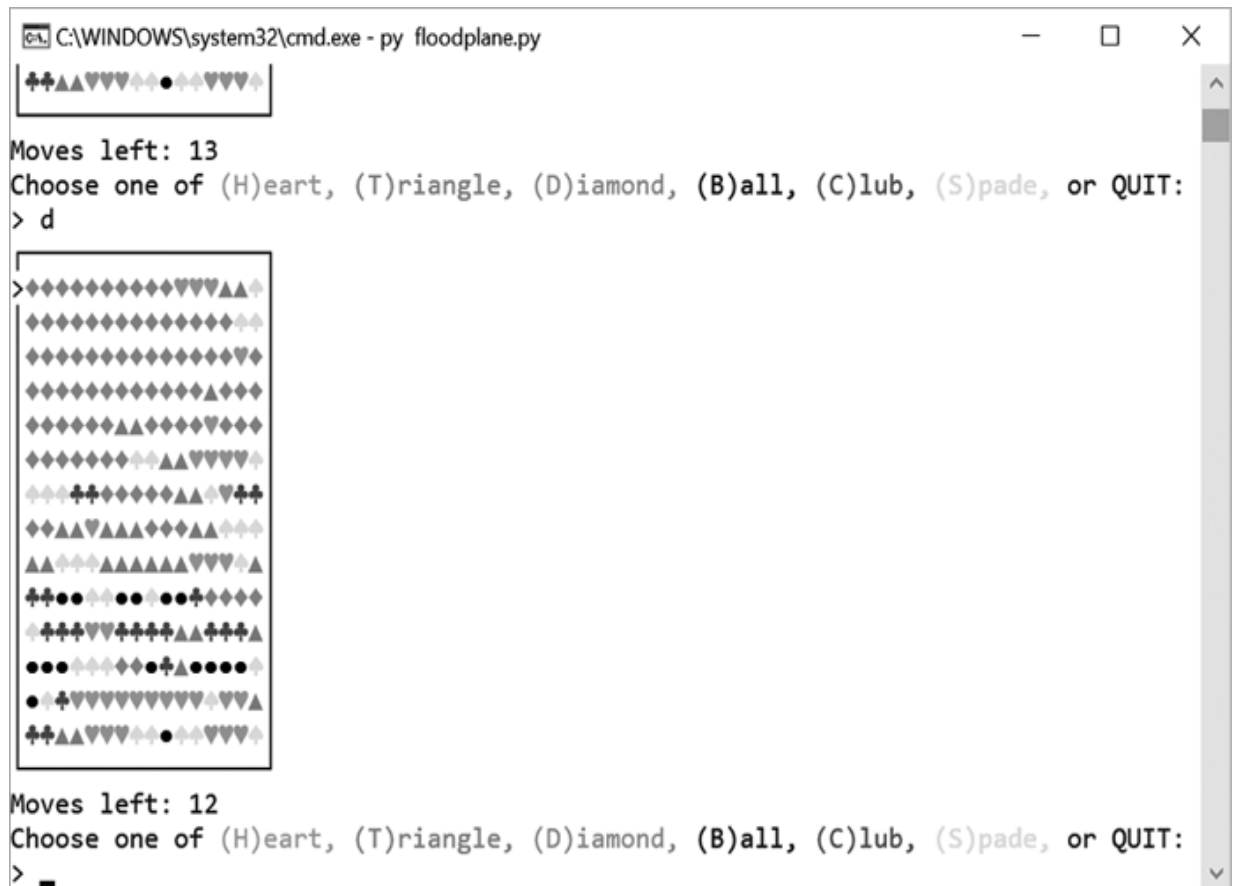 C:\WINDOWS\system32\cmd.exe - py floodplane.py
Moves left: 13
Choose one of (H)eart, (T)riangle, (D)iamond, (B)all, (C)lub, (S)pade, or QUIT:
> d
Moves left: 12
Choose one of (H)eart, (T)riangle, (D)iamond, (B)all, (C)lub, (S)pade, or QUIT:
>